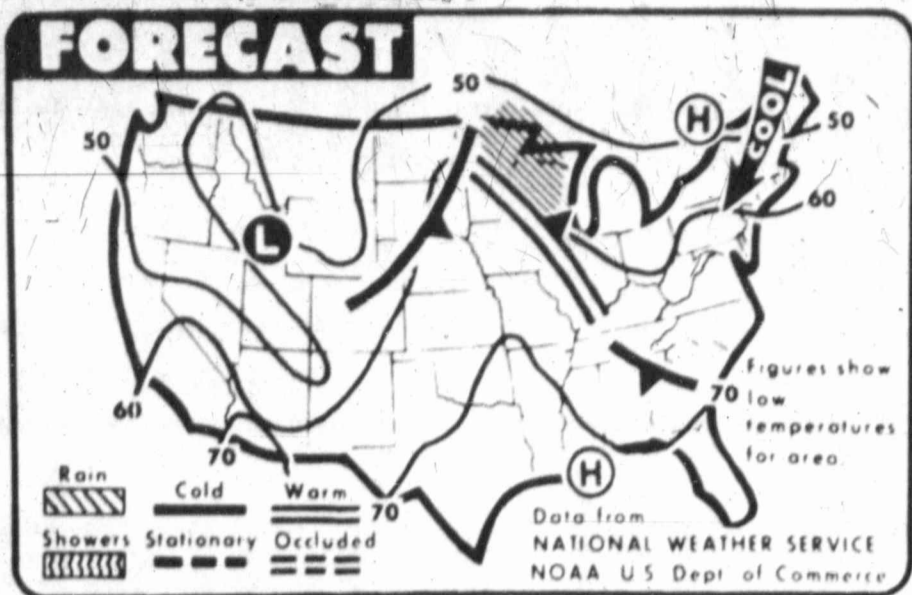 FORECAST
50
50
H
COOL
50
60
L
60
70
70
70
H
Figures show
low
temperatures
for area.
Rain
Cold
Warm
Showers
Stationary
Occluded
Data from
NATIONAL WEATHER SERVICE
NOAA U S Dept of Commerce